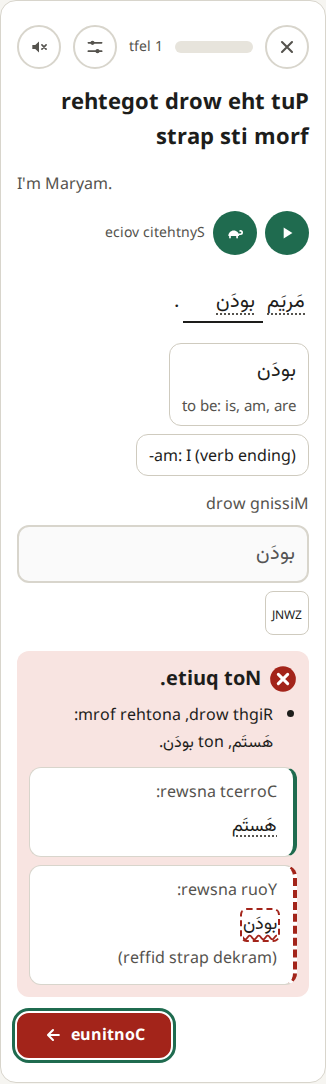 tfel 1
rehtegot drow eht tuP
strap sti morf
I'm Maryam.
eciov citehtnyS
مَریَم بودَن .
بودَن
to be: is, am, are
-am: I (verb ending)
drow gnissiM
بودَن
ZWNJ
.etiuq toN
:mrof rehtona ,drow thgiR
هَستَم, ton بودَن.
:rewsna tcerroC
هَستَم
:rewsna ruoY
بودَن
(reffid strap dekram)
eunitnoC